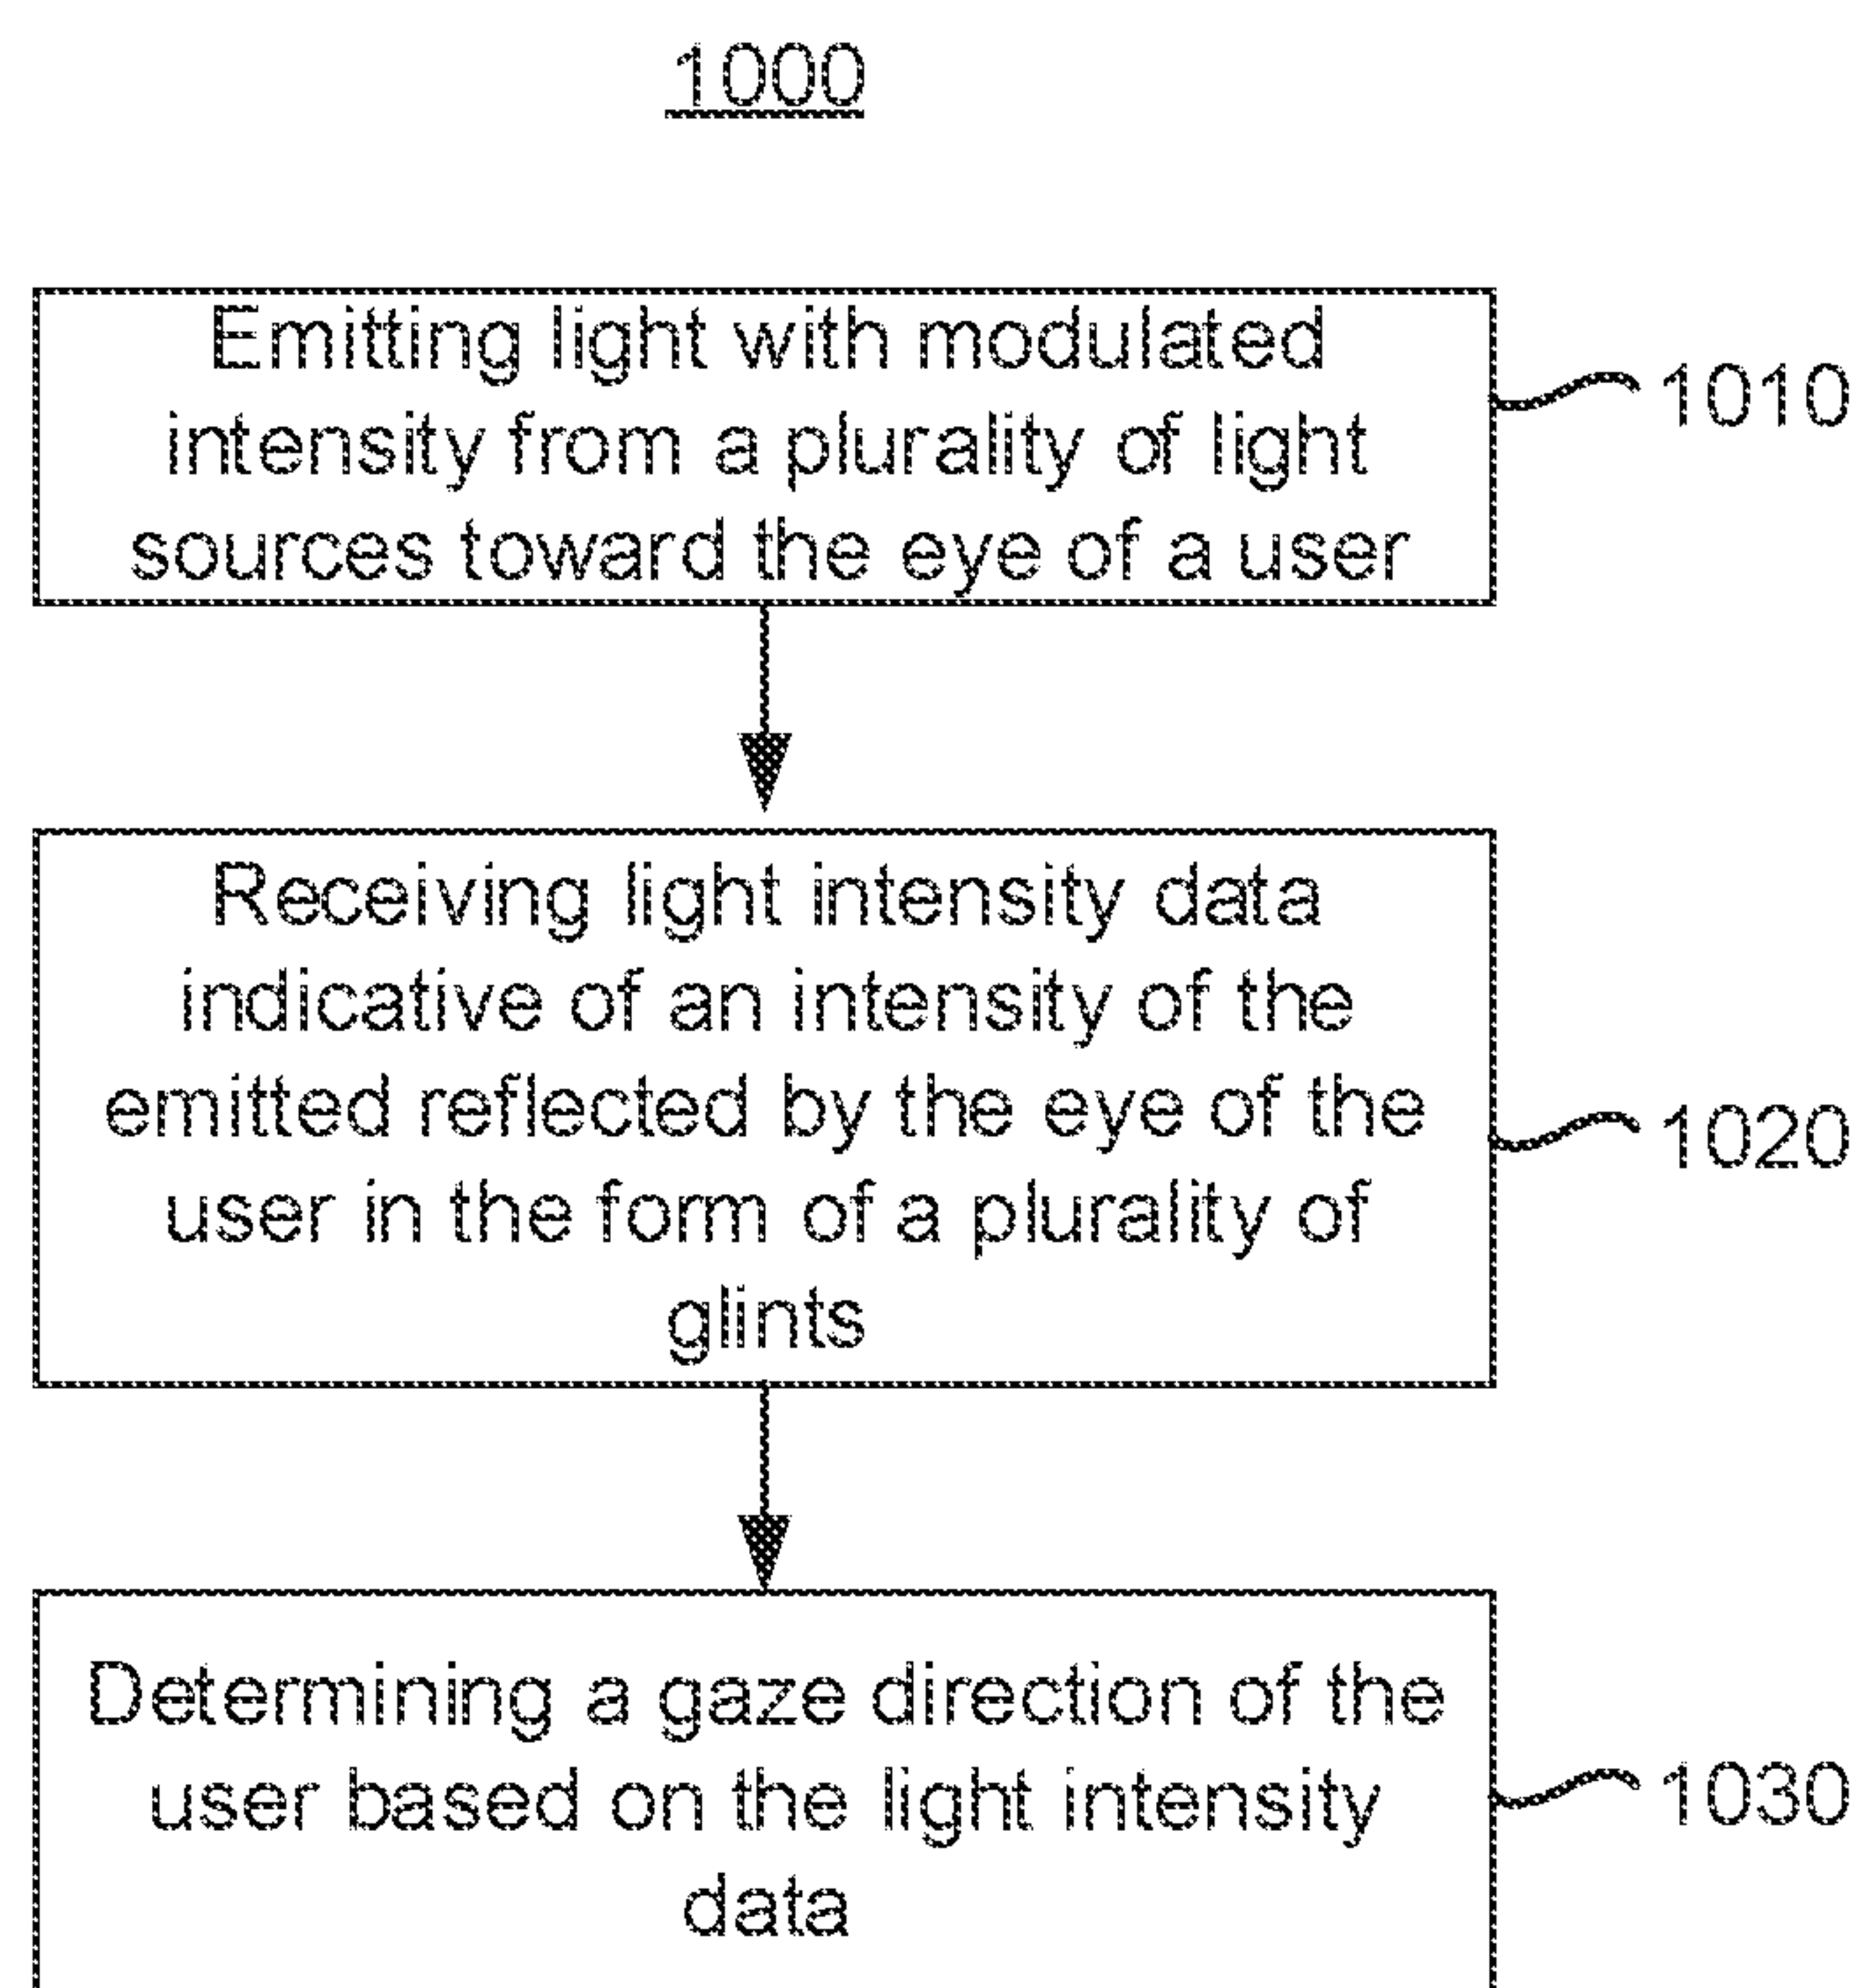 1000
Emitting light with modulated
intensity from a plurality of light
sources toward the eye of a user
1010
Receiving light intensity data
indicative of an intensity of the
emitted reflected by the eye of the
user in the form of a plurality of
glints
1020
Determining a gaze direction of the
user based on the light intensity
data
1030